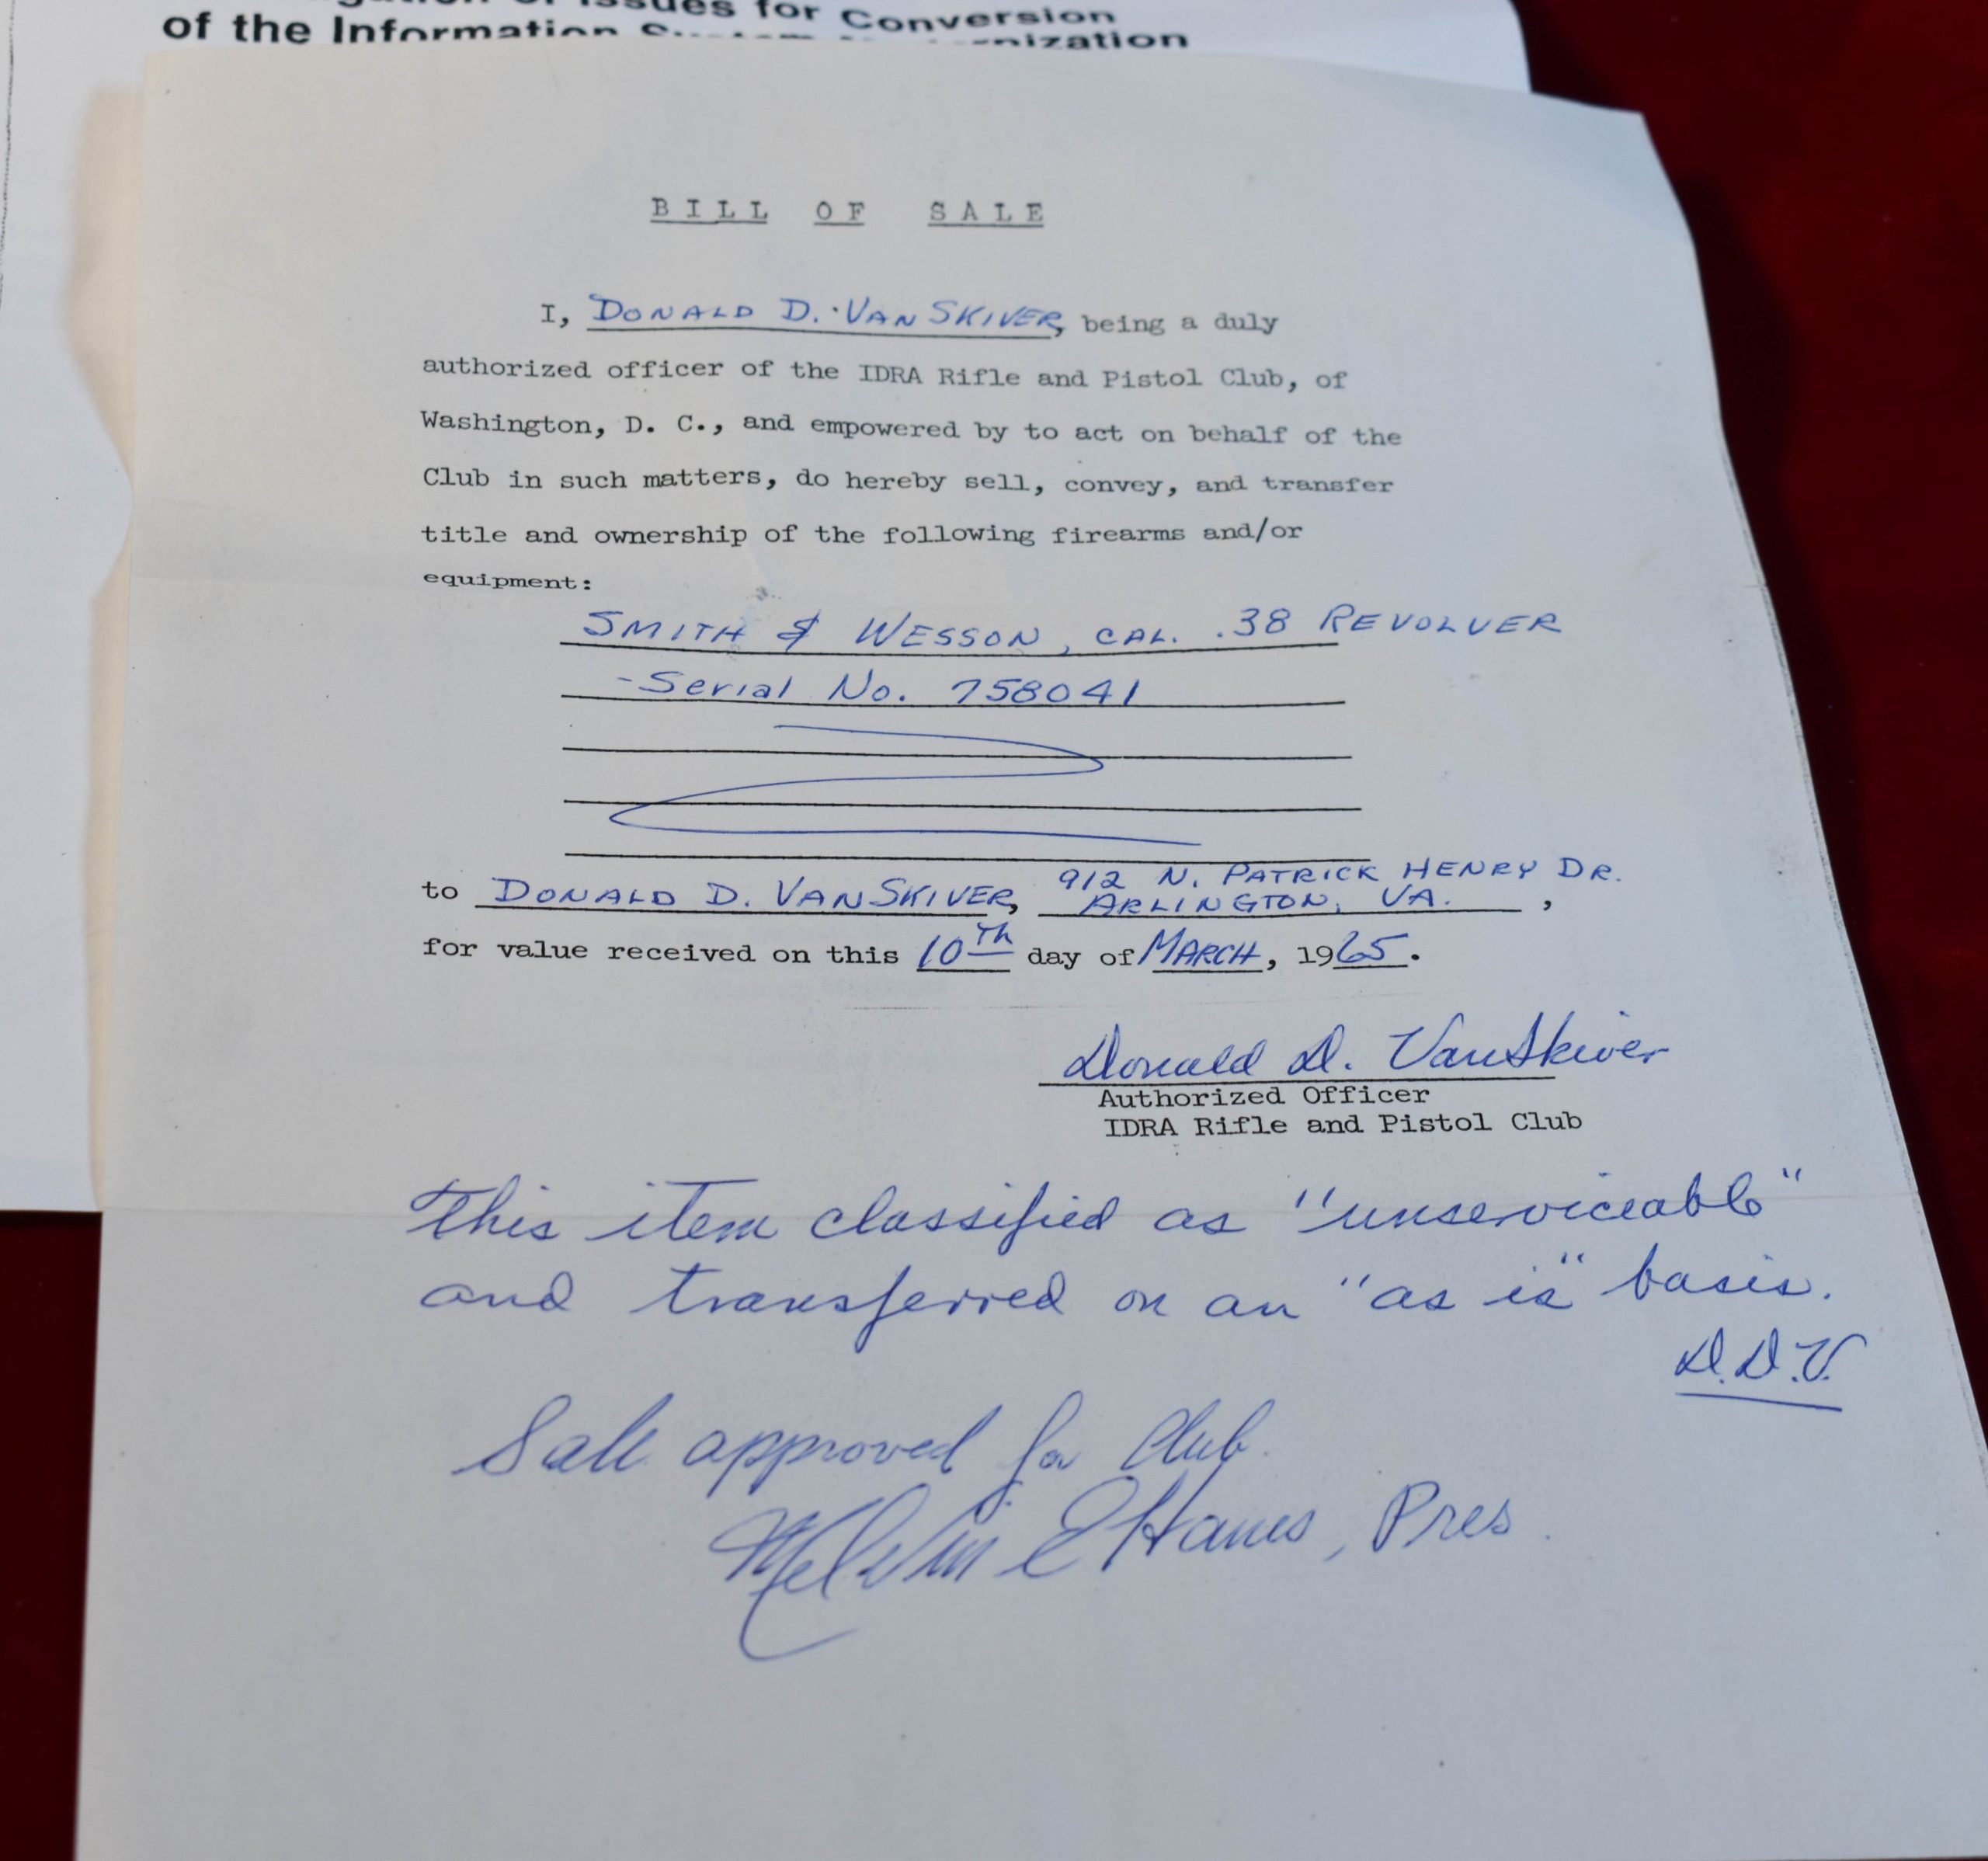 of Issues for Conversion
of the Information
BILL OF SALE
I, DONALD D. VANSKIVER, being a duly
authorized officer of the IDRA Rifle and Pistol Club, of
Washington, D. C., and empowered by to act on behalf of the
Club in such matters, do hereby sell, convey, and transfer
title and ownership of the following firearms and/or
equipment:
SMITH & WESSON, CAL. .38 REVOLVER
-Serial No. 758041
912 N. PATRICK HENRY DR.
to DONALD D. VANSKIVER, ARLINGTON, VA. ,
for value received on this 10th day of MARCH, 1965.
Donald D. VanSkiver
Authorized Officer
IDRA Rifle and Pistol Club
This item classified as "unserviceable"
and transferred on an "as is" basis.
D.D.V.
Sale approved for Club.
Melvin E Hanes, Pres.